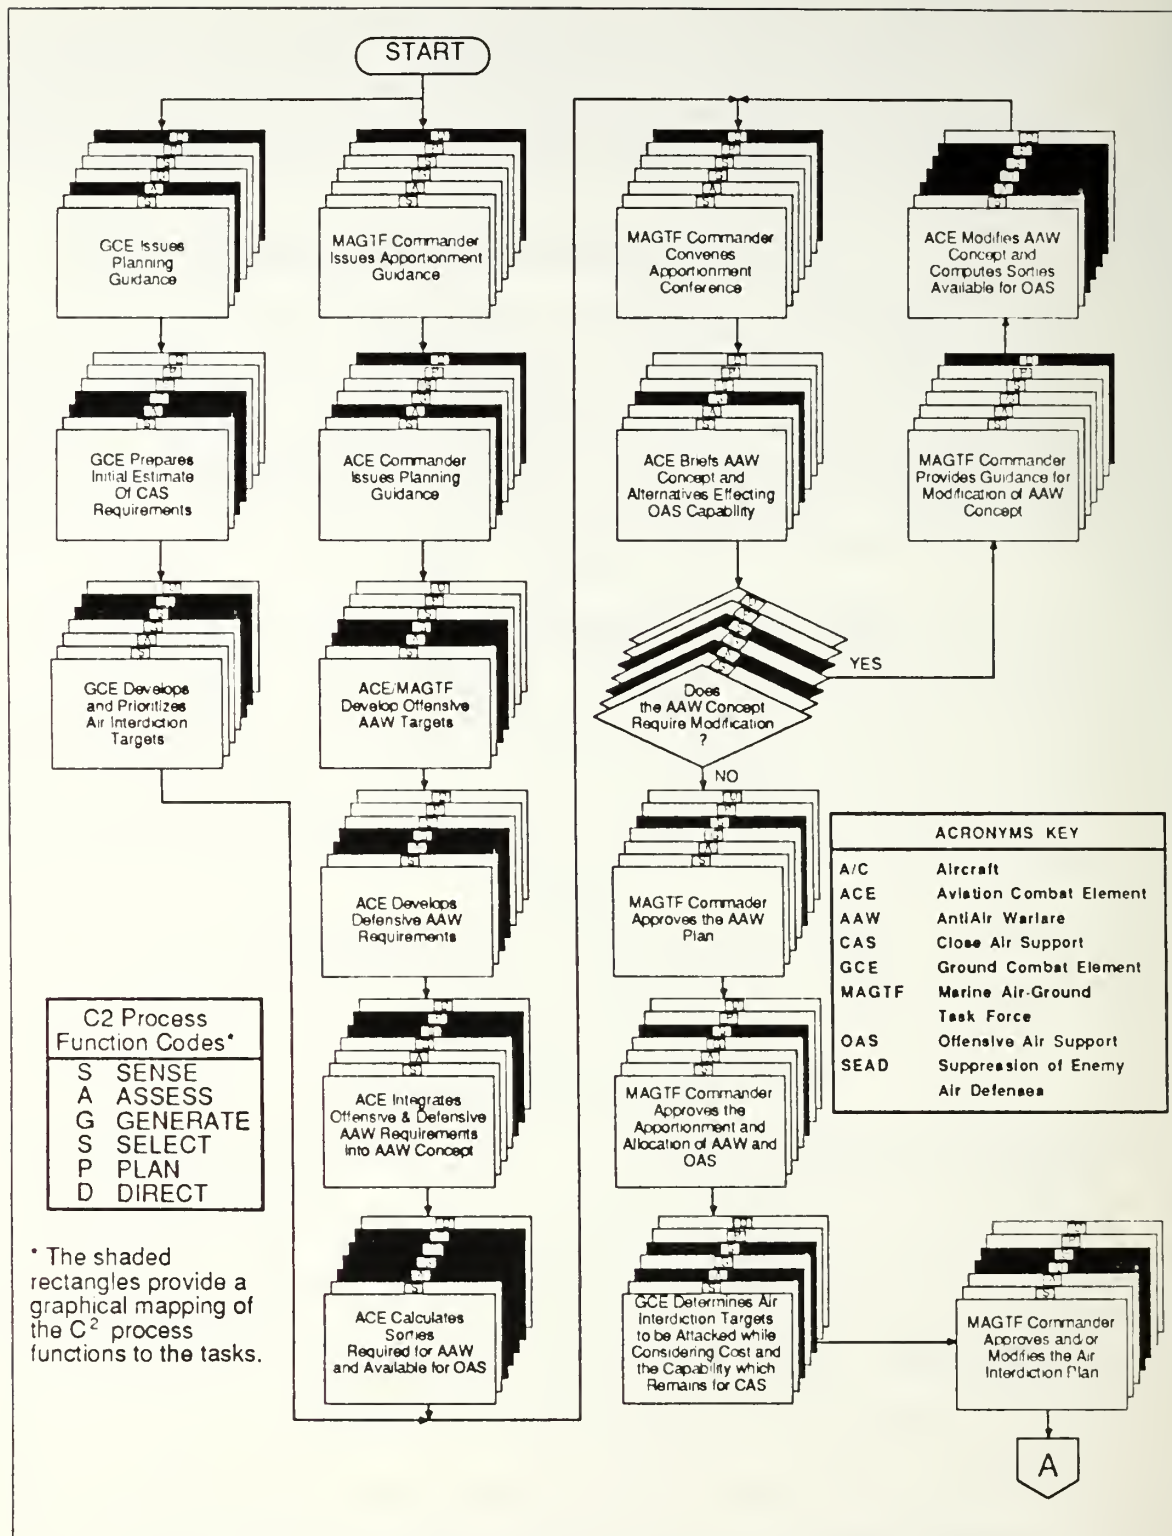 START
GCE Issues
Planning
Guidance
GCE Prepares
Initial Estimate
Of CAS
Requirements
GCE Develops
and Prioritizes
Air Interdiction
Targets
MAGTF Commander
Issues Apportionment
Guidance
ACE Commander
Issues Planning
Guidance
ACE/MAGTF
Develop Offensive
AAW Targets
ACE Develops
Defensive AAW
Requirements
ACE Integrates
Offensive & Defensive
AAW Requirements
into AAW Concept
ACE Calculates
Sorties
Required for AAW
and Available for OAS
MAGTF Commander
Convenes
Apportionment
Conference
ACE Briefs AAW
Concept and
Alternatives Effecting
OAS Capability
Does
the AAW Concept
Require Modification
?
YES
NO
MAGTF Commander
Provides Guidance for
Modification of AAW
Concept
ACE Modifies AAW
Concept and
Computes Sorties
Available for OAS
MAGTF Commader
Approves the AAW
Plan
MAGTF Commander
Approves the
Apportionment and
Allocation of AAW and
OAS
GCE Determines Air
Interdiction Targets
to be Attacked while
Considering Cost and
the Capability which
Remains for CAS
MAGTF Commander
Approves and/or
Modifies the Air
Interdiction Plan
A
ACRONYMS KEY
A/C Aircraft
ACE Aviation Combat Element
AAW AntiAir Warfare
CAS Close Air Support
GCE Ground Combat Element
MAGTF Marine Air-Ground
Task Force
OAS Offensive Air Support
SEAD Suppression of Enemy
Air Defenses
C2 Process
Function Codes*
S SENSE
A ASSESS
G GENERATE
S SELECT
P PLAN
D DIRECT
* The shaded
rectangles provide a
graphical mapping of
the C² process
functions to the tasks.